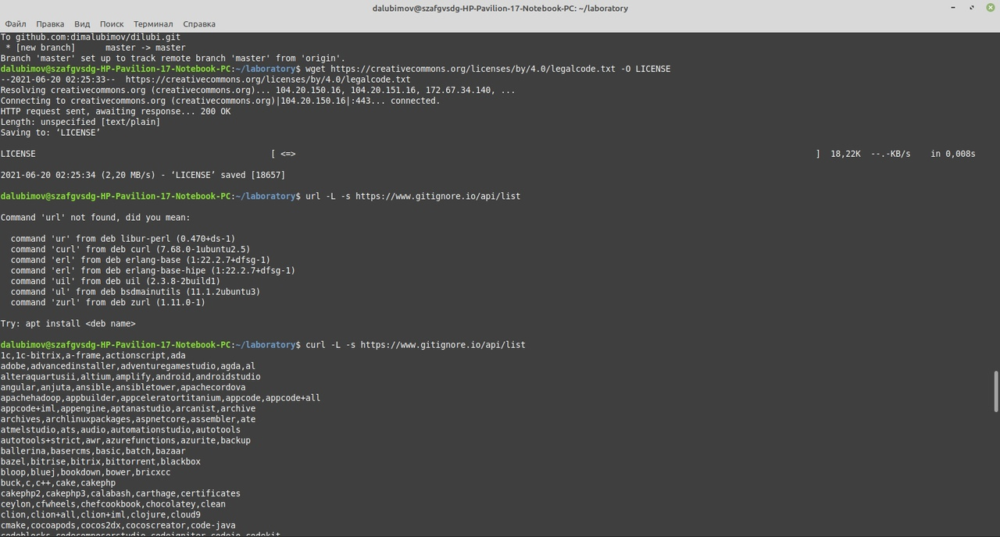 dalubimov@szafgvsdg-HP-Pavilion-17-Notebook-PC: ~/laboratory
Файл Правка Вид Поиск Терминал Справка
To github.com:dimalubimov/dilubi.git
 * [new branch]      master -> master
Branch 'master' set up to track remote branch 'master' from 'origin'.
dalubimov@szafgvsdg-HP-Pavilion-17-Notebook-PC:~/laboratory$ wget https://creativecommons.org/licenses/by/4.0/legalcode.txt -O LICENSE
--2021-06-20 02:25:33--  https://creativecommons.org/licenses/by/4.0/legalcode.txt
Resolving creativecommons.org (creativecommons.org)... 104.20.150.16, 104.20.151.16, 172.67.34.140, ...
Connecting to creativecommons.org (creativecommons.org)|104.20.150.16|:443... connected.
HTTP request sent, awaiting response... 200 OK
Length: unspecified [text/plain]
Saving to: ‘LICENSE’
LICENSE [ <=> ] 18,22K --.-KB/s in 0,008s
2021-06-20 02:25:34 (2,20 MB/s) - ‘LICENSE’ saved [18657]
dalubimov@szafgvsdg-HP-Pavilion-17-Notebook-PC:~/laboratory$ url -L -s https://www.gitignore.io/api/list
Command 'url' not found, did you mean:
  command 'ur' from deb libur-perl (0.470+ds-1)
  command 'curl' from deb curl (7.68.0-1ubuntu2.5)
  command 'erl' from deb erlang-base (1:22.2.7+dfsg-1)
  command 'erl' from deb erlang-base-hipe (1:22.2.7+dfsg-1)
  command 'uil' from deb uil (2.3.8-2build1)
  command 'ul' from deb bsdmainutils (11.1.2ubuntu3)
  command 'zurl' from deb zurl (1.11.0-1)
Try: apt install <deb name>
dalubimov@szafgvsdg-HP-Pavilion-17-Notebook-PC:~/laboratory$ curl -L -s https://www.gitignore.io/api/list
1c,1c-bitrix,a-frame,actionscript,ada
adobe,advancedinstaller,adventuregamestudio,agda,al
alteraquartusii,altium,amplify,android,androidstudio
angular,anjuta,ansible,ansibletower,apachecordova
apachehadoop,appbuilder,appceleratortitanium,appcode,appcode+all
appcode+iml,appengine,aptanastudio,arcanist,archive
archives,archlinuxpackages,aspnetcore,assembler,ate
atmelstudio,ats,audio,automationstudio,autotools
autotools+strict,awr,azurefunctions,azurite,backup
ballerina,basercms,basic,batch,bazaar
bazel,bitrise,bitrix,bittorrent,blackbox
bloop,bluej,bookdown,bower,bricxcc
buck,c,c++,cake,cakephp
cakephp2,cakephp3,calabash,carthage,certificates
ceylon,cfwheels,chefcookbook,chocolatey,clean
clion,clion+all,clion+iml,clojure,cloud9
cmake,cocoapods,cocos2dx,cocoscreator,code-java
codeblocks,codecomposerstudio,codeigniter,codeio,codekit